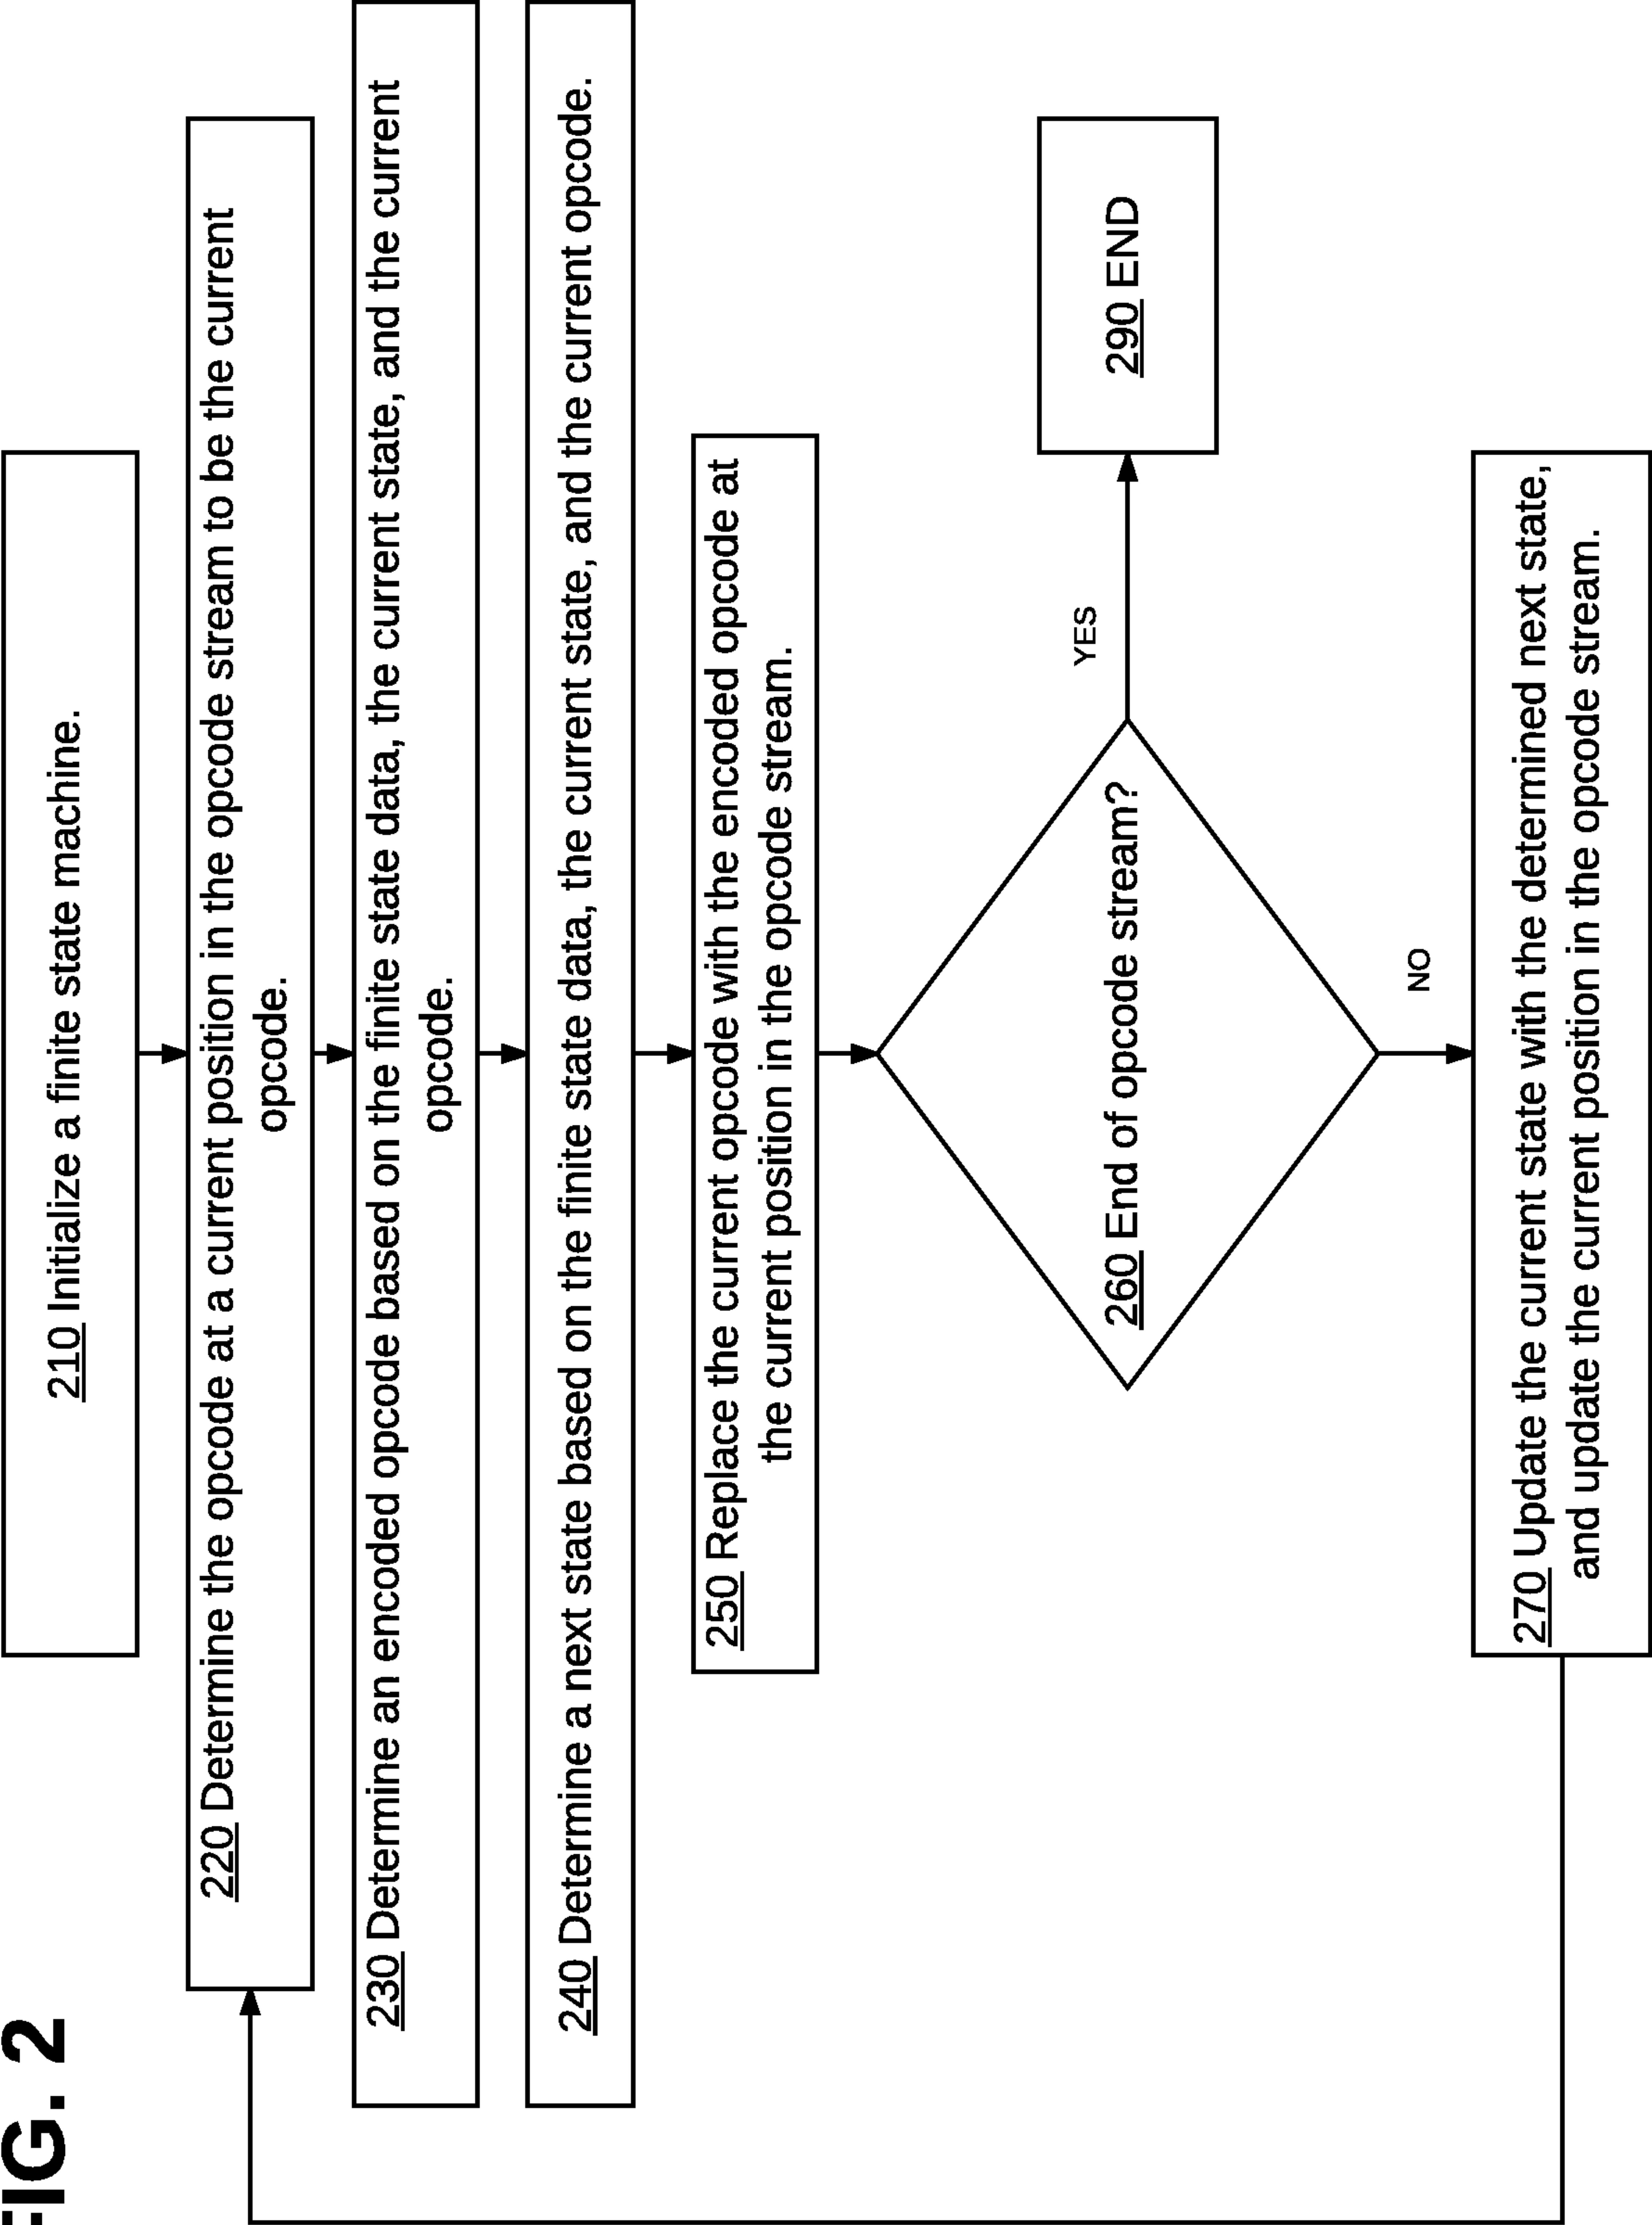 FIG. 2
210 Initialize a finite state machine.
220 Determine the opcode at a current position in the opcode stream to be the current
opcode.
230 Determine an encoded opcode based on the finite state data, the current state, and the current
opcode.
240 Determine a next state based on the finite state data, the current state, and the current opcode.
250 Replace the current opcode with the encoded opcode at
the current position in the opcode stream.
260 End of opcode stream?
YES
290 END
NO
270 Update the current state with the determined next state,
and update the current position in the opcode stream.